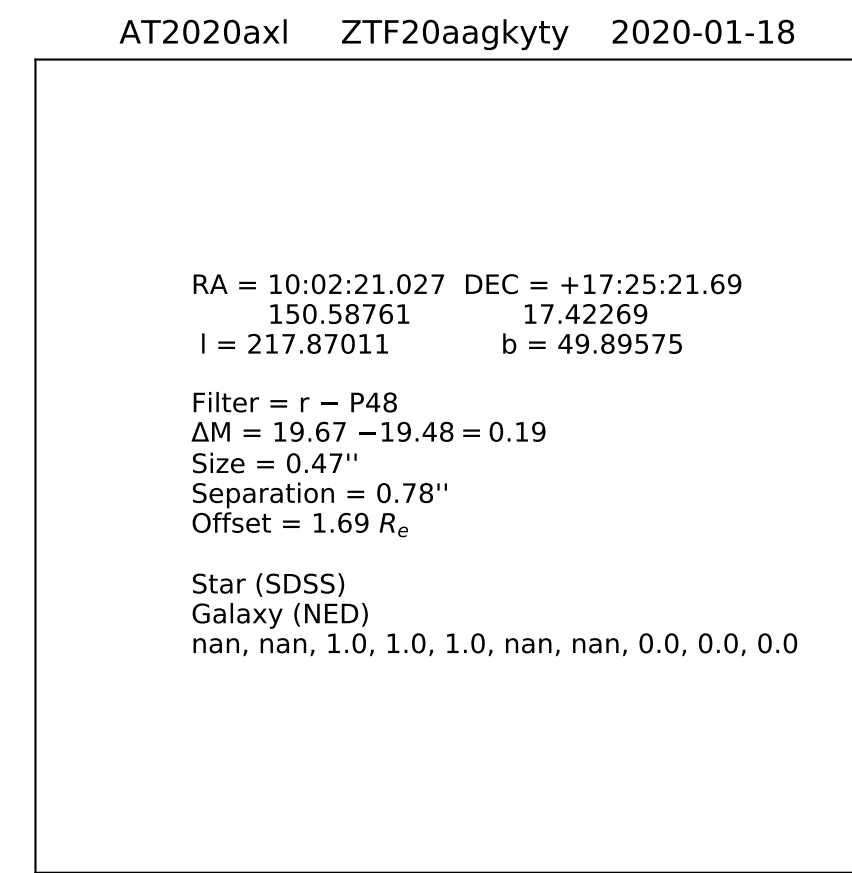 AT2020axl ZTF20aagkyty 2020-01-18
RA = 10:02:21.027 DEC = +17:25:21.69
150.58761 17.42269
l = 217.87011 b = 49.89575
Filter = r − P48
ΔM = 19.67 −19.48 = 0.19
Size = 0.47''
Separation = 0.78''
Offset = 1.69 Rₑ
Star (SDSS)
Galaxy (NED)
nan, nan, 1.0, 1.0, 1.0, nan, nan, 0.0, 0.0, 0.0